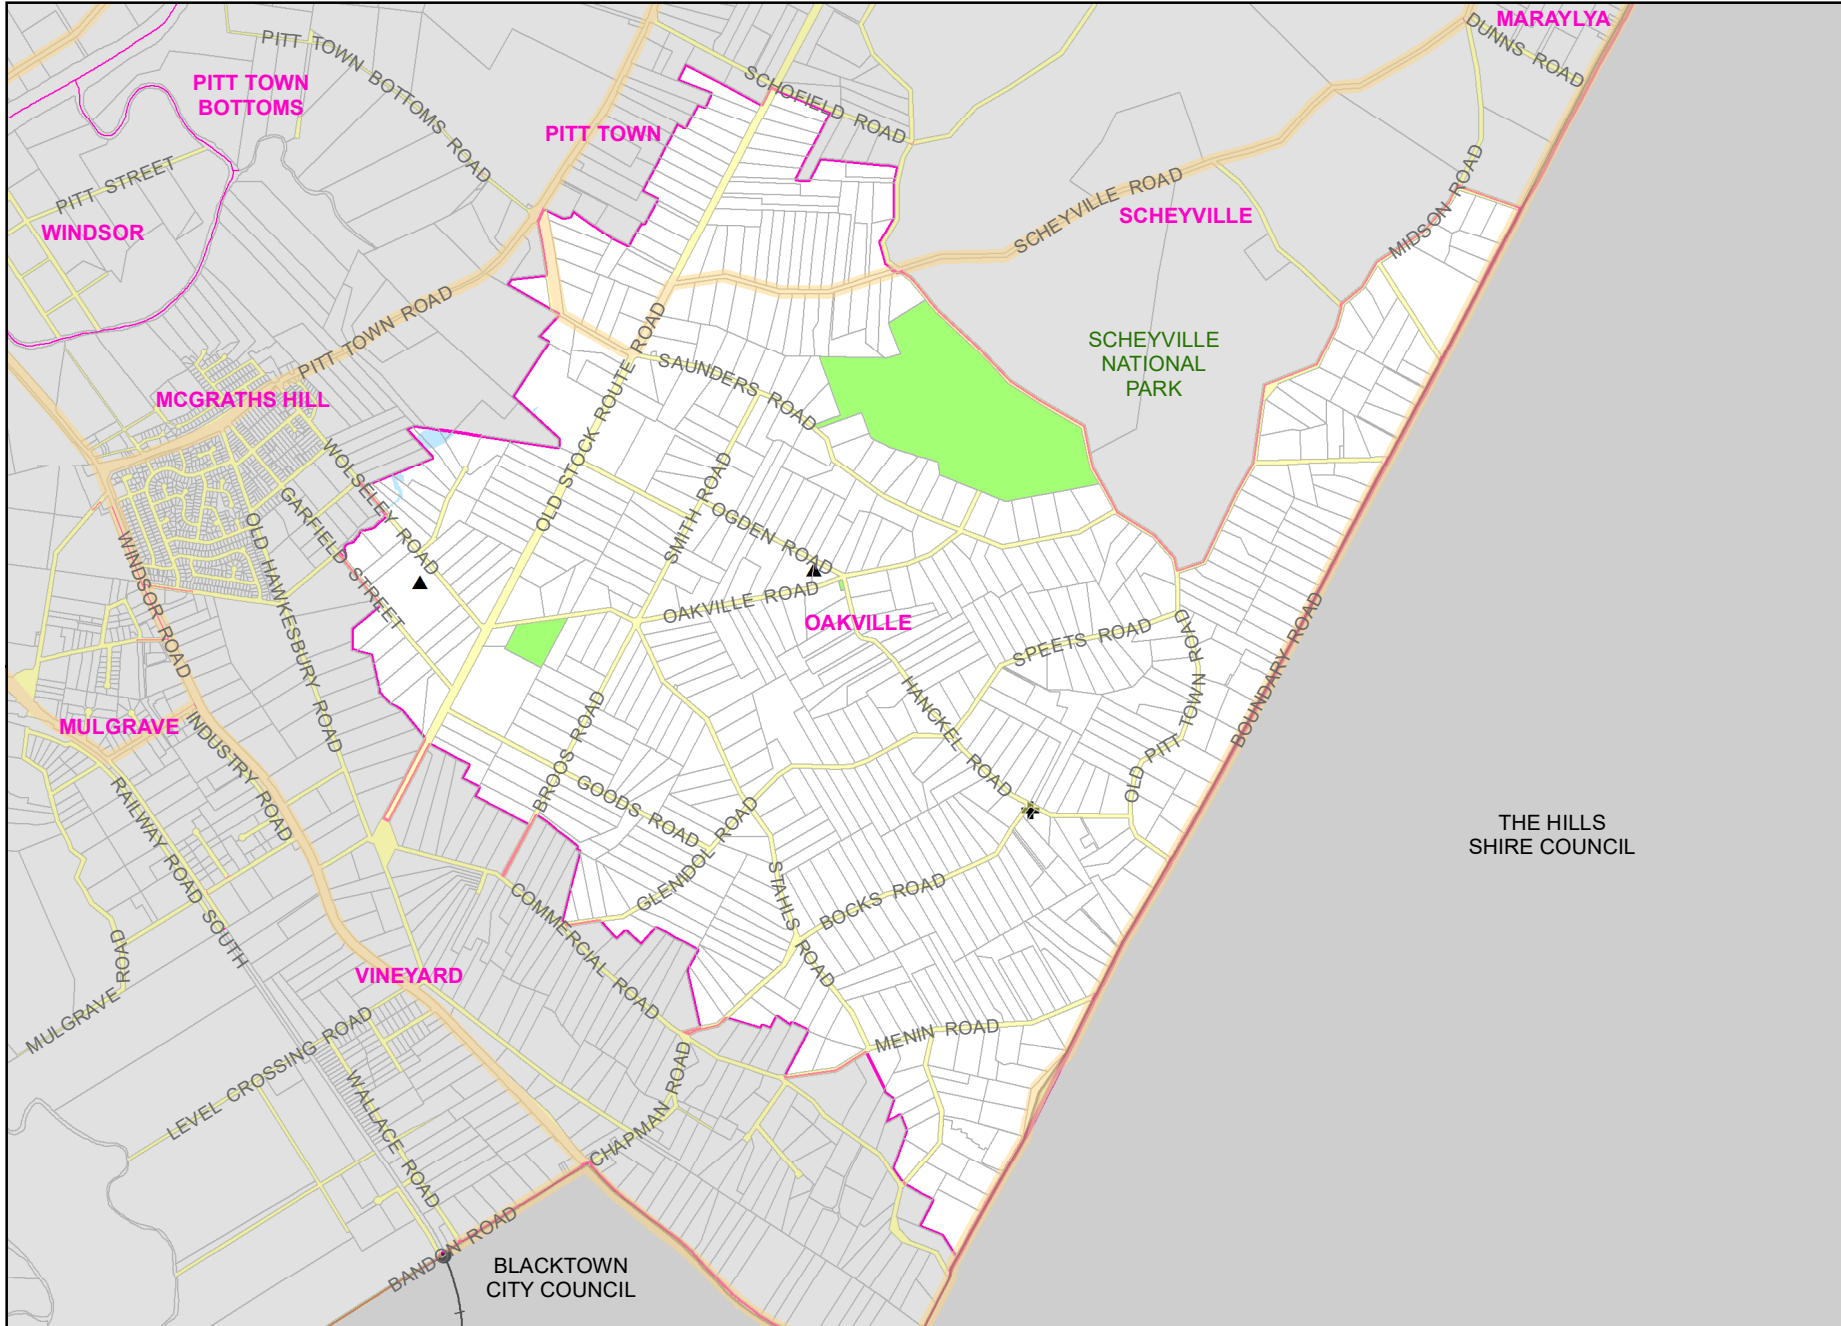 MARAYLYA
DUNNS ROAD
PITT TOWN BOTTOMS ROAD
PITT TOWN
BOTTOMS
SCHOFIELD ROAD
PITT TOWN
PITT STREET
WINDSOR
SCHEYVILLE ROAD
SCHEYVILLE
MIDSON ROAD
PITT TOWN ROAD
SCHEYVILLE
NATIONAL
PARK
SAUNDERS ROAD
MCGRATHS HILL
OLD STOCK ROUTE ROAD
WOLSELEY ROAD
GARFIELD STREET
SMITH ROAD
OGDEN ROAD
OLD HAWKESBURY ROAD
WINDSOR ROAD
OAKVILLE ROAD
OAKVILLE
SPEETS ROAD
OLD PITT TOWN ROAD
BOUNDARY ROAD
HANCKEL ROAD
MULGRAVE
INDUSTRY ROAD
BROOS ROAD
GOODS ROAD
GLENIDOL ROAD
RAILWAY ROAD SOUTH
THE HILLS
SHIRE COUNCIL
STAHLS ROAD
BOCKS ROAD
COMMERCIAL ROAD
VINEYARD
MULGRAVE ROAD
MENIN ROAD
LEVEL CROSSING ROAD
WALLACE ROAD
CHAPMAN ROAD
BANDON ROAD
BLACKTOWN
CITY COUNCIL